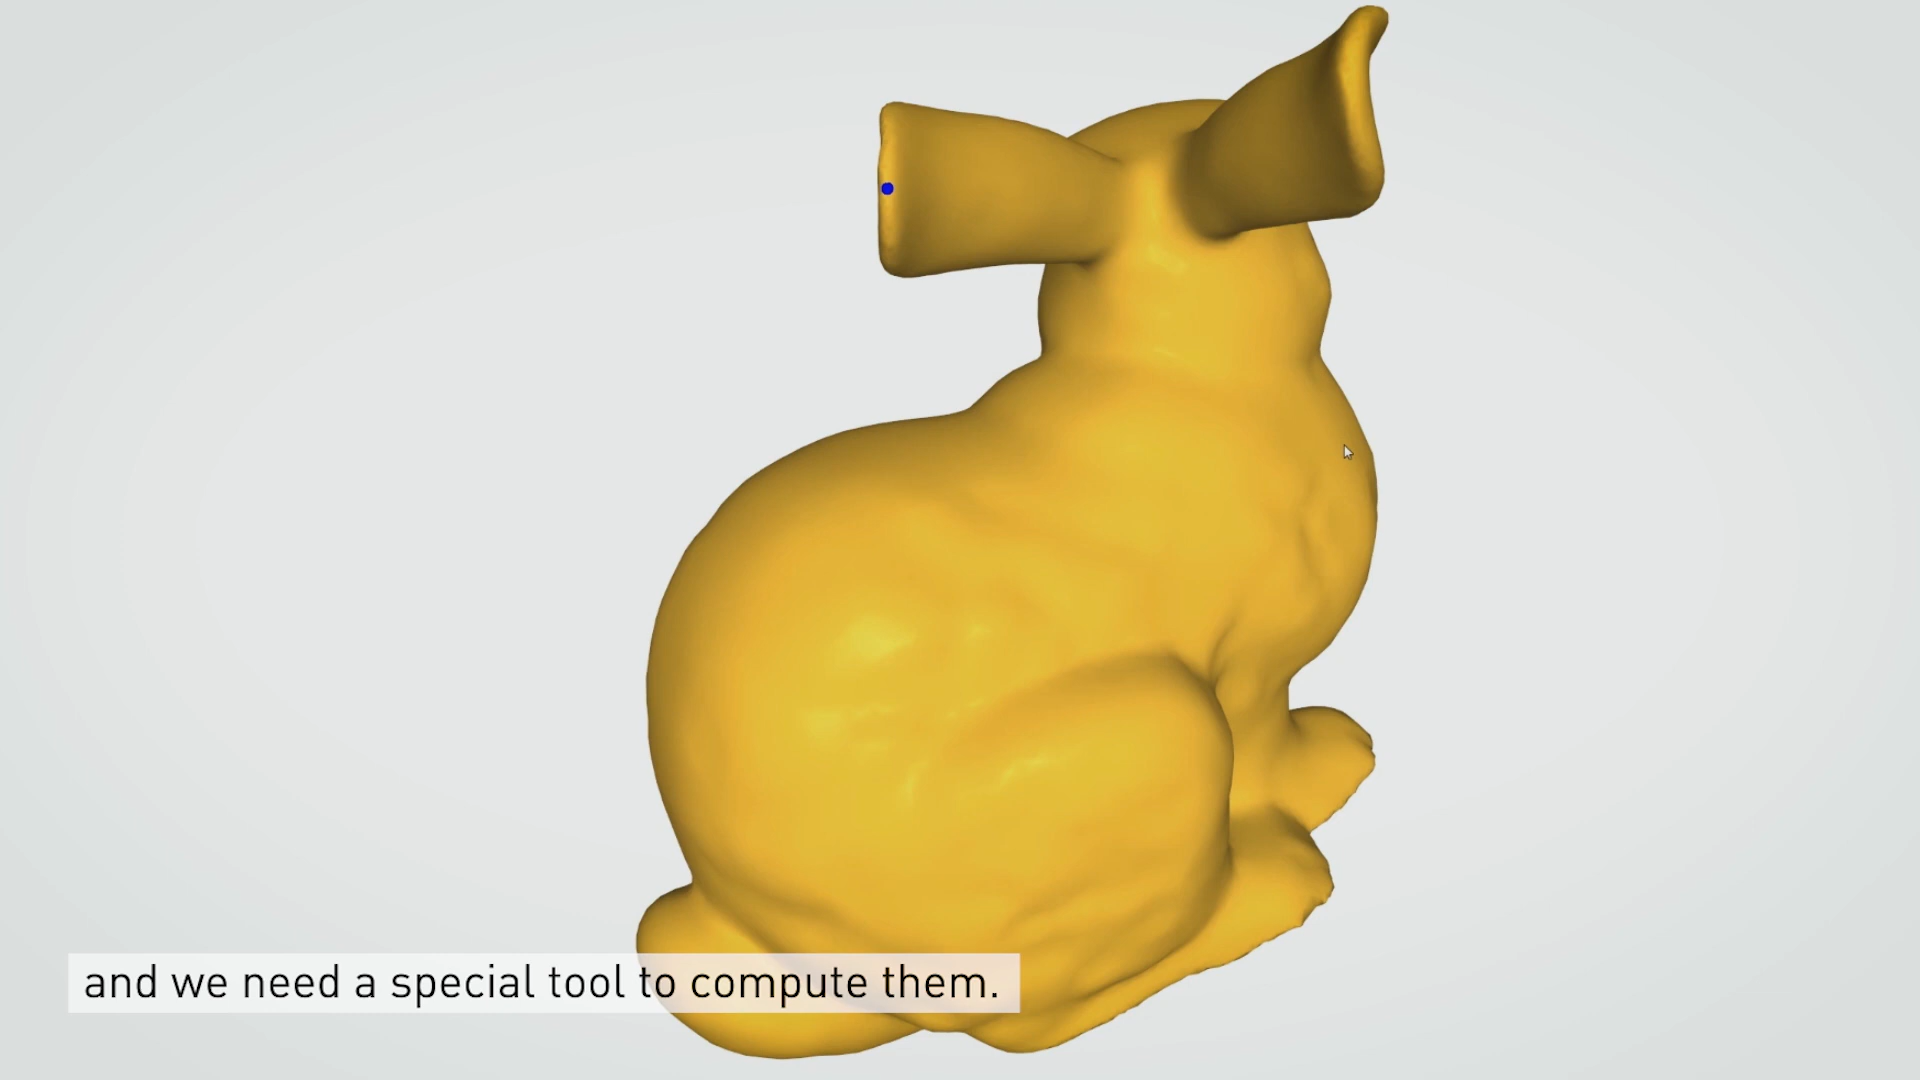 and we need a special tool to compute them.